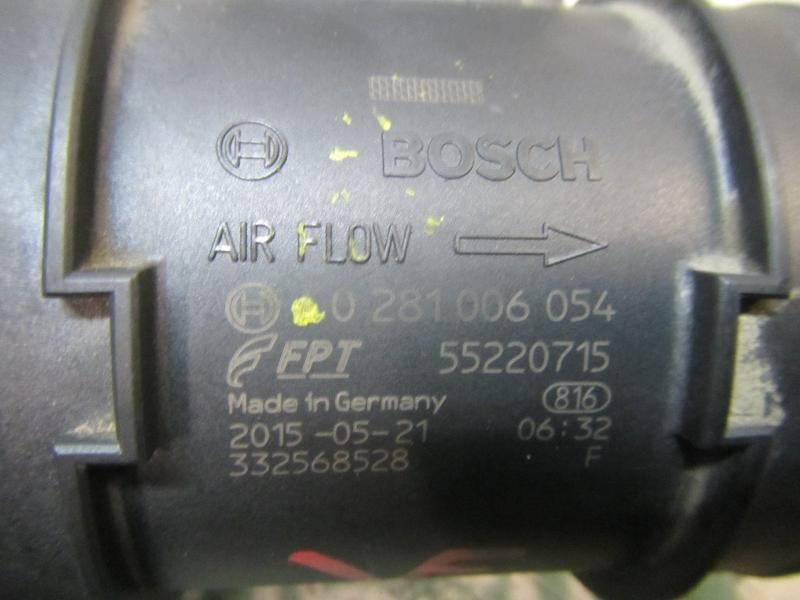 BOSCH
AIR FLOW
0 281 006 054
FPT 55220715
Made in Germany 816
2015-05-21 06:32
332568528 F